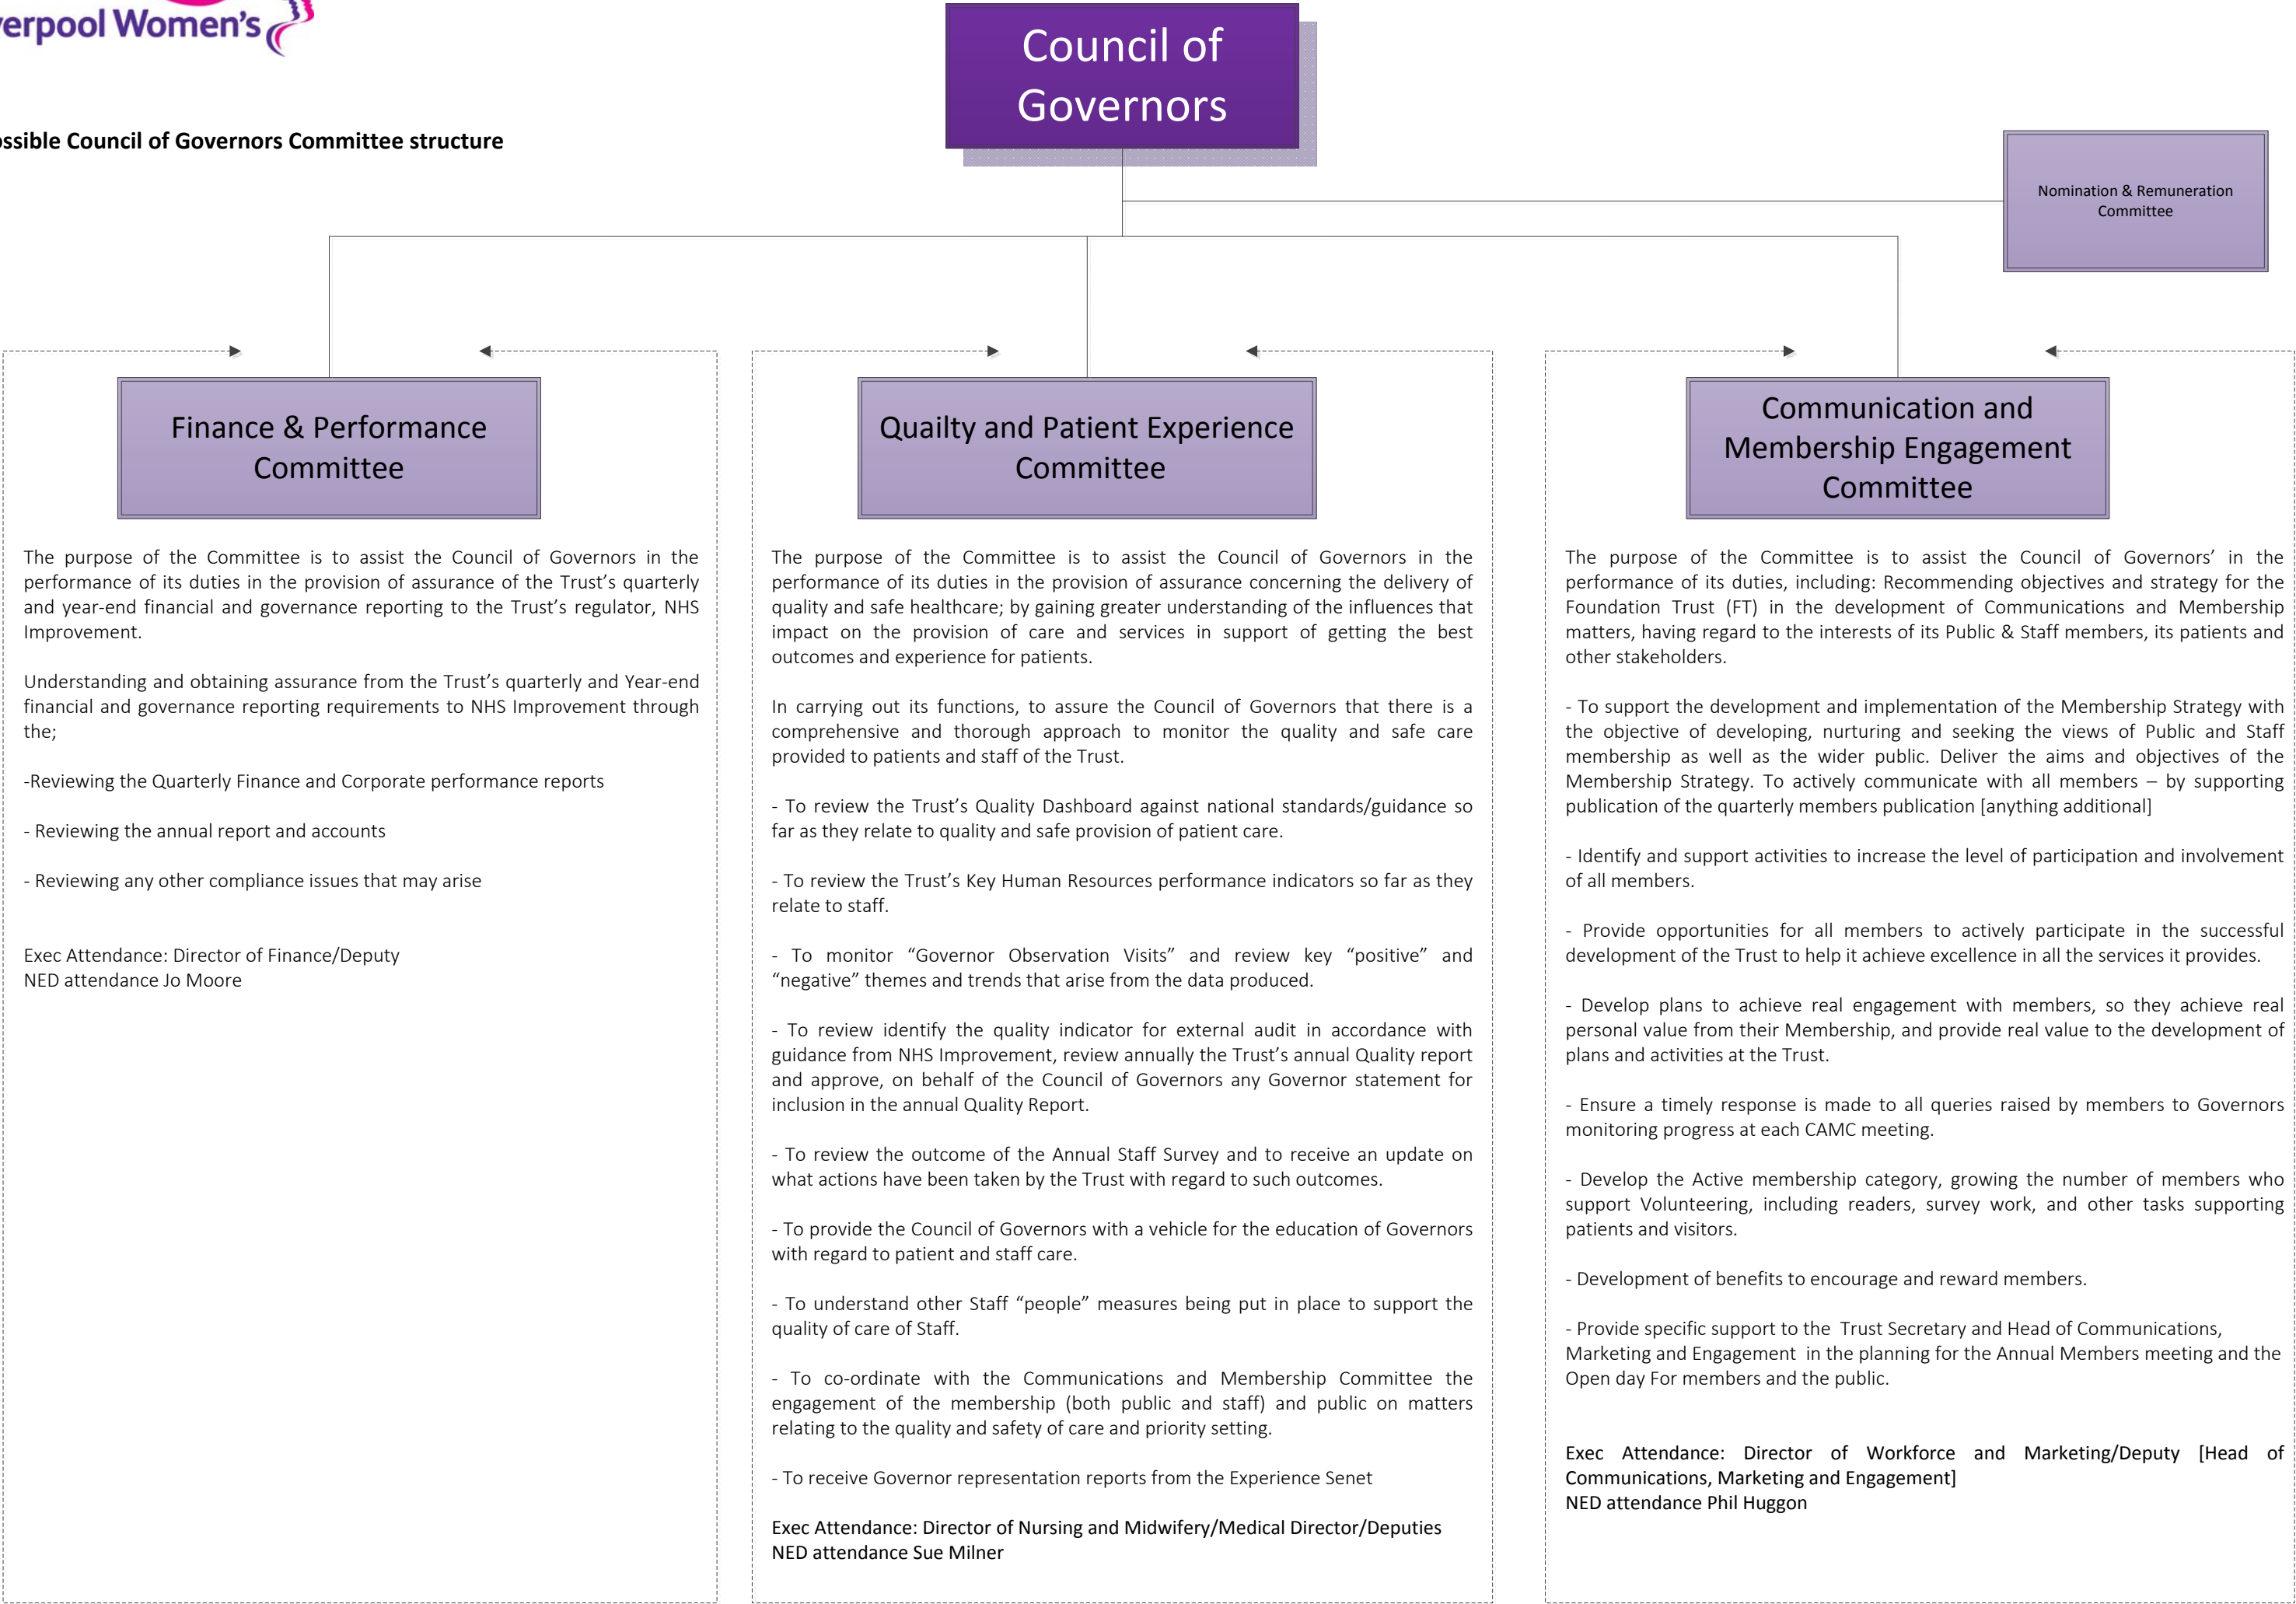 erpool Women's
ossible Council of Governors Committee structure
Council of
Governors
Nomination & Remuneration
Committee
Finance & Performance
Committee
The purpose of the Committee is to assist the Council of Governors in the
performance of its duties in the provision of assurance of the Trust’s quarterly
and year-end financial and governance reporting to the Trust’s regulator, NHS
Improvement.
Understanding and obtaining assurance from the Trust’s quarterly and Year-end
financial and governance reporting requirements to NHS Improvement through
the;
-Reviewing the Quarterly Finance and Corporate performance reports
- Reviewing the annual report and accounts
- Reviewing any other compliance issues that may arise
Exec Attendance: Director of Finance/Deputy
NED attendance Jo Moore
Quailty and Patient Experience
Committee
The purpose of the Committee is to assist the Council of Governors in the
performance of its duties in the provision of assurance concerning the delivery of
quality and safe healthcare; by gaining greater understanding of the influences that
impact on the provision of care and services in support of getting the best
outcomes and experience for patients.
In carrying out its functions, to assure the Council of Governors that there is a
comprehensive and thorough approach to monitor the quality and safe care
provided to patients and staff of the Trust.
- To review the Trust’s Quality Dashboard against national standards/guidance so
far as they relate to quality and safe provision of patient care.
- To review the Trust’s Key Human Resources performance indicators so far as they
relate to staff.
- To monitor “Governor Observation Visits” and review key “positive” and
“negative” themes and trends that arise from the data produced.
- To review identify the quality indicator for external audit in accordance with
guidance from NHS Improvement, review annually the Trust’s annual Quality report
and approve, on behalf of the Council of Governors any Governor statement for
inclusion in the annual Quality Report.
- To review the outcome of the Annual Staff Survey and to receive an update on
what actions have been taken by the Trust with regard to such outcomes.
- To provide the Council of Governors with a vehicle for the education of Governors
with regard to patient and staff care.
- To understand other Staff “people” measures being put in place to support the
quality of care of Staff.
- To co-ordinate with the Communications and Membership Committee the
engagement of the membership (both public and staff) and public on matters
relating to the quality and safety of care and priority setting.
- To receive Governor representation reports from the Experience Senet
Exec Attendance: Director of Nursing and Midwifery/Medical Director/Deputies
NED attendance Sue Milner
Communication and
Membership Engagement
Committee
The purpose of the Committee is to assist the Council of Governors’ in the
performance of its duties, including: Recommending objectives and strategy for the
Foundation Trust (FT) in the development of Communications and Membership
matters, having regard to the interests of its Public & Staff members, its patients and
other stakeholders.
- To support the development and implementation of the Membership Strategy with
the objective of developing, nurturing and seeking the views of Public and Staff
membership as well as the wider public. Deliver the aims and objectives of the
Membership Strategy. To actively communicate with all members – by supporting
publication of the quarterly members publication [anything additional]
- Identify and support activities to increase the level of participation and involvement
of all members.
- Provide opportunities for all members to actively participate in the successful
development of the Trust to help it achieve excellence in all the services it provides.
- Develop plans to achieve real engagement with members, so they achieve real
personal value from their Membership, and provide real value to the development of
plans and activities at the Trust.
- Ensure a timely response is made to all queries raised by members to Governors
monitoring progress at each CAMC meeting.
- Develop the Active membership category, growing the number of members who
support Volunteering, including readers, survey work, and other tasks supporting
patients and visitors.
- Development of benefits to encourage and reward members.
- Provide specific support to the Trust Secretary and Head of Communications,
Marketing and Engagement in the planning for the Annual Members meeting and the
Open day For members and the public.
Exec Attendance: Director of Workforce and Marketing/Deputy [Head of
Communications, Marketing and Engagement]
NED attendance Phil Huggon